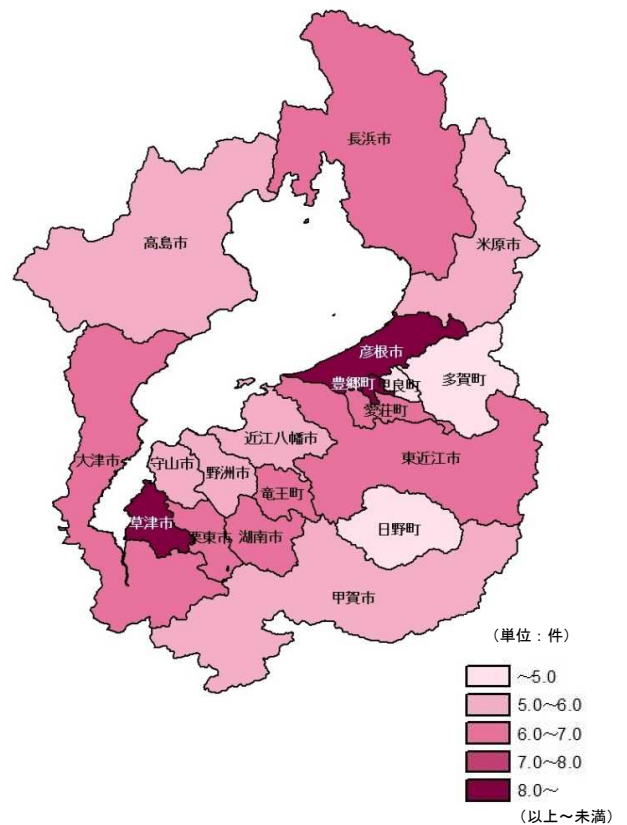 長浜市
高島市
米原市
彦根市
豊郷町
甲良町
多賀町
愛荘町
近江八幡市
大津市
守山市
野洲市
東近江市
竜王町
草津市
栗東市
湖南市
日野町
甲賀市
(単位：件)
～5.0
5.0～6.0
6.0～7.0
7.0～8.0
8.0～
(以上～未満)